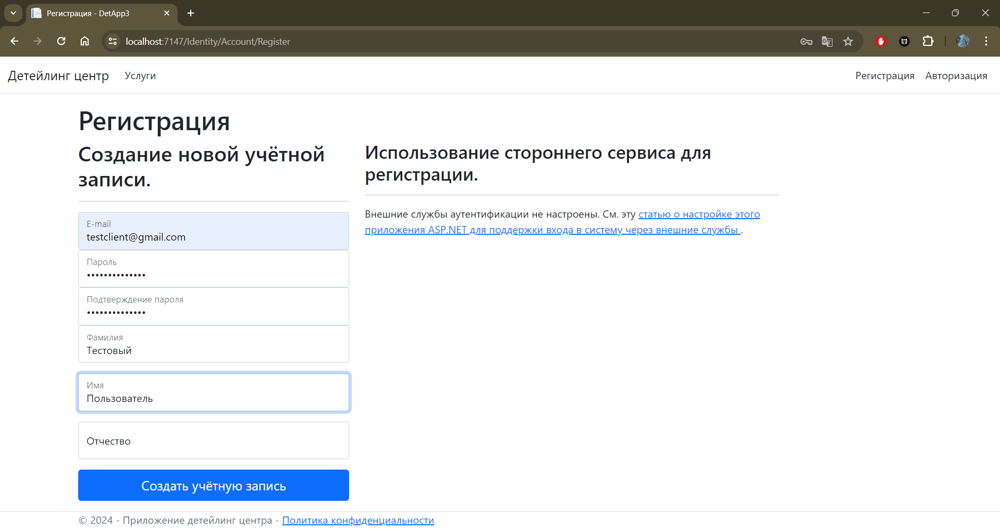 Регистрация - DetApp3
localhost:7147/Identity/Account/Register
Детейлинг центр
Услуги
Регистрация
Авторизация
Регистрация
Создание новой учётной
записи.
E-mail
testclient@gmail.com
Пароль
••••••••••••••
Подтверждение пароля
••••••••••••••
Фамилия
Тестовый
Имя
Пользователь
Отчество
Создать учётную запись
Использование стороннего сервиса для
регистрации.
Внешние службы аутентификации не настроены. См. эту статью о настройке этого
приложения ASP.NET для поддержки входа в систему через внешние службы .
© 2024 - Приложение детейлинг центра - Политика конфиденциальности